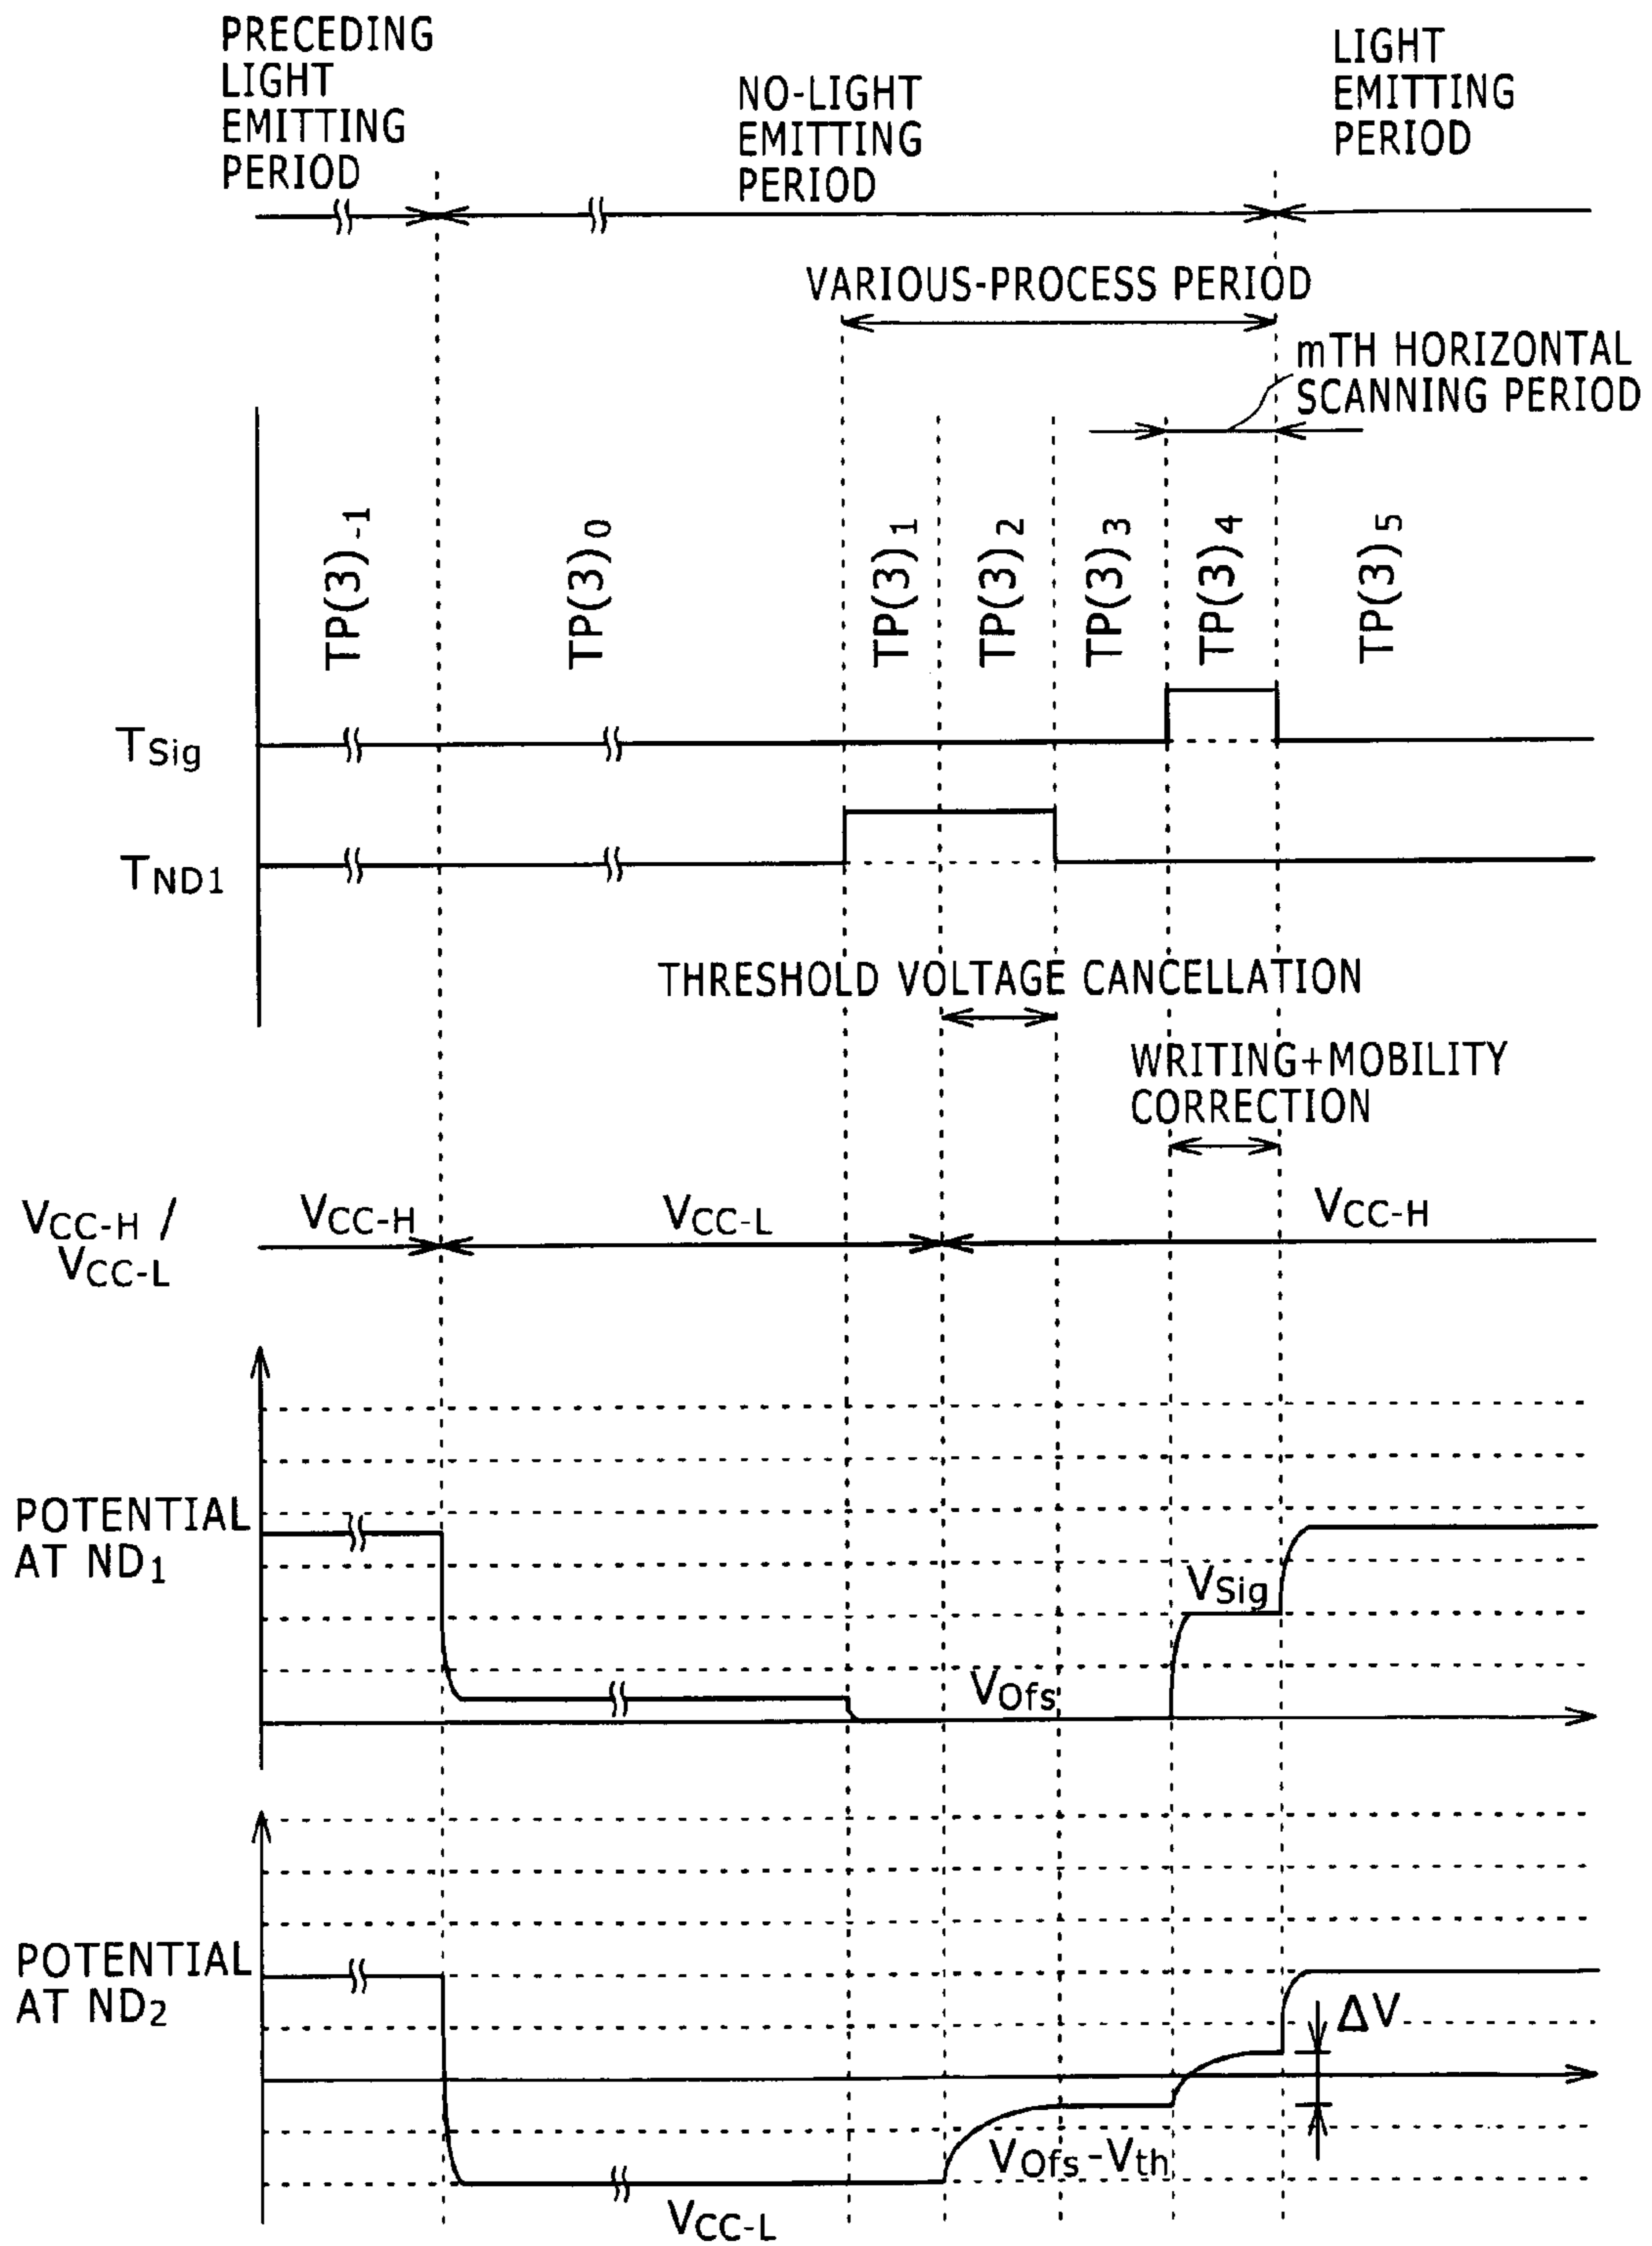 PRECEDING
LIGHT
EMITTING
PERIOD
NO-LIGHT
EMITTING
PERIOD
LIGHT
EMITTING
PERIOD
VARIOUS-PROCESS PERIOD
mTH HORIZONTAL
SCANNING PERIOD
TP(3)-1
TP(3)0
TP(3)1
TP(3)2
TP(3)3
TP(3)4
TP(3)5
TSig
TND1
THRESHOLD VOLTAGE CANCELLATION
WRITING+MOBILITY
CORRECTION
VCC-H /
VCC-L
VCC-H
VCC-L
VCC-H
POTENTIAL
AT ND1
VSig
VOfs
POTENTIAL
AT ND2
ΔV
VOfs-Vth
VCC-L